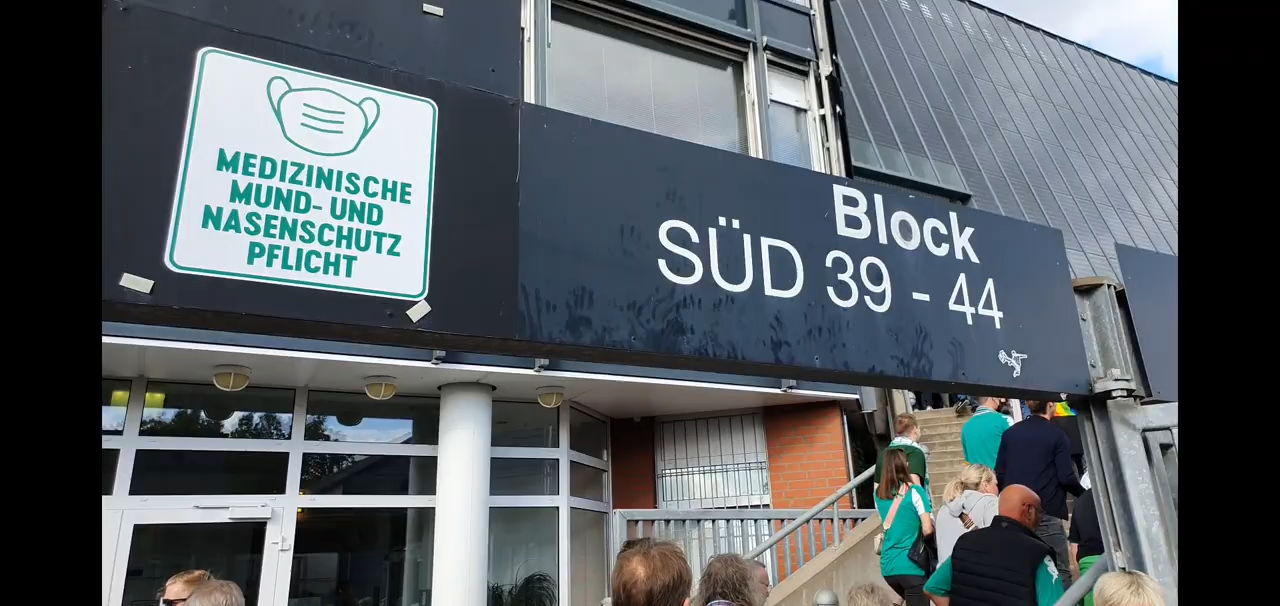 MEDIZINISCHE
MUND- UND
NASENSCHUTZ
PFLICHT
Block
SÜD 39 - 44